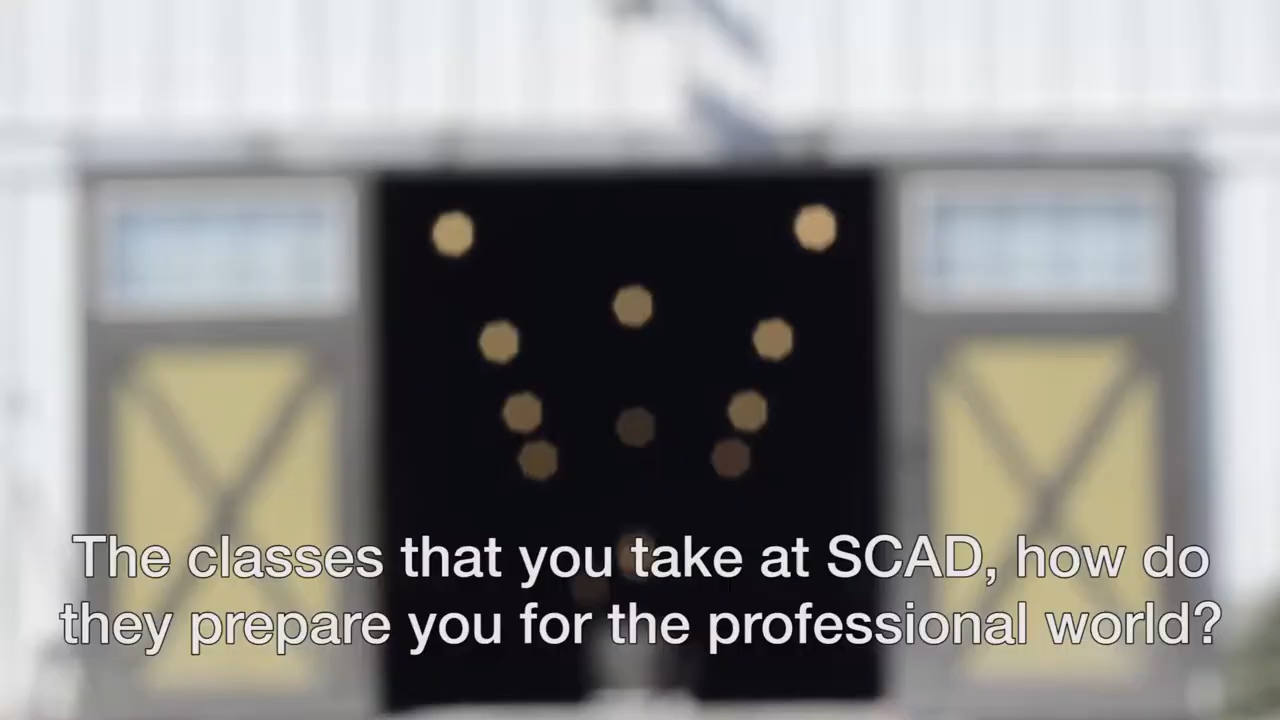 The classes that you take at SCAD, how do
they prepare you for the professional world?